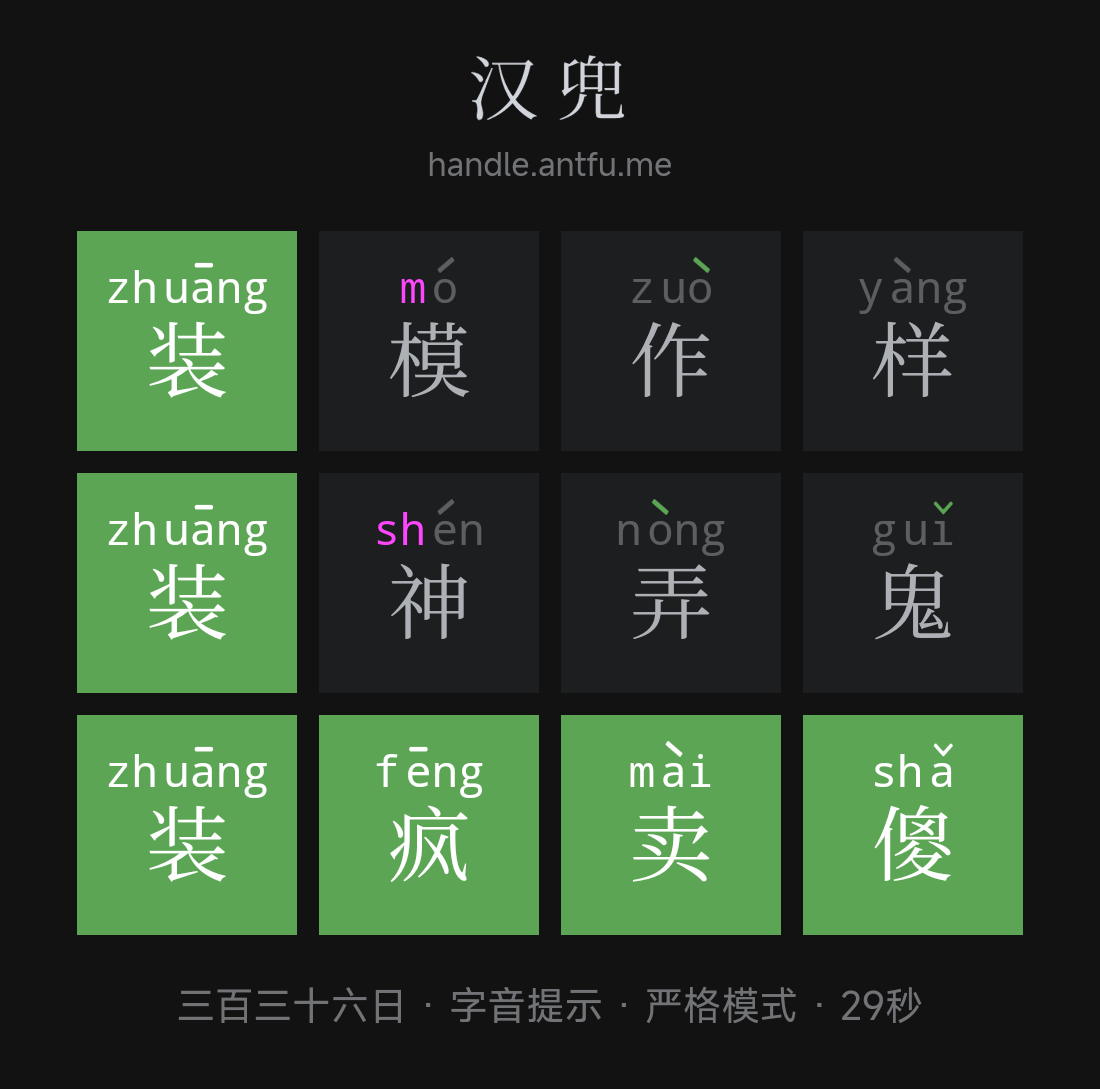 汉兜
handle.antfu.me
zhuāng mó zuò yàng
装 模 作 样
zhuāng shén nòng guǐ
装 神 弄 鬼
zhuāng fēng mài shǎ
装 疯 卖 傻
三百三十六日 · 字音提示 · 严格模式 · 29秒